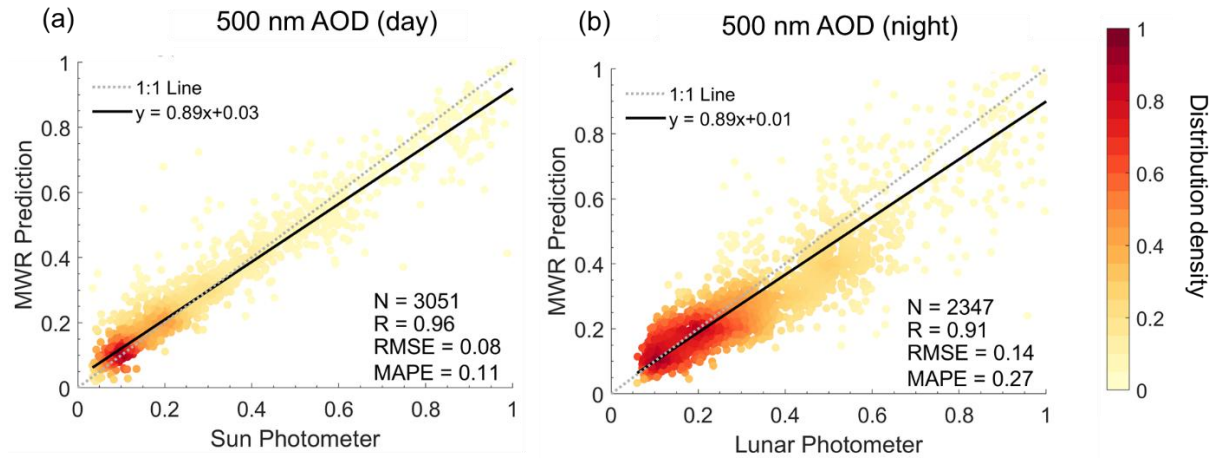 (a)
500 nm AOD (day)
1:1 Line
y = 0.89x+0.03
N = 3051
R = 0.96
RMSE = 0.08
MAPE = 0.11
MWR Prediction
1
0.8
0.6
0.4
0.2
0
0
0.2
0.4
0.6
0.8
1
Sun Photometer
(b)
500 nm AOD (night)
1:1 Line
y = 0.89x+0.01
N = 2347
R = 0.91
RMSE = 0.14
MAPE = 0.27
MWR Prediction
1
0.8
0.6
0.4
0.2
0
0
0.2
0.4
0.6
0.8
1
Lunar Photometer
1
0.8
0.6
0.4
0.2
0
Distribution density